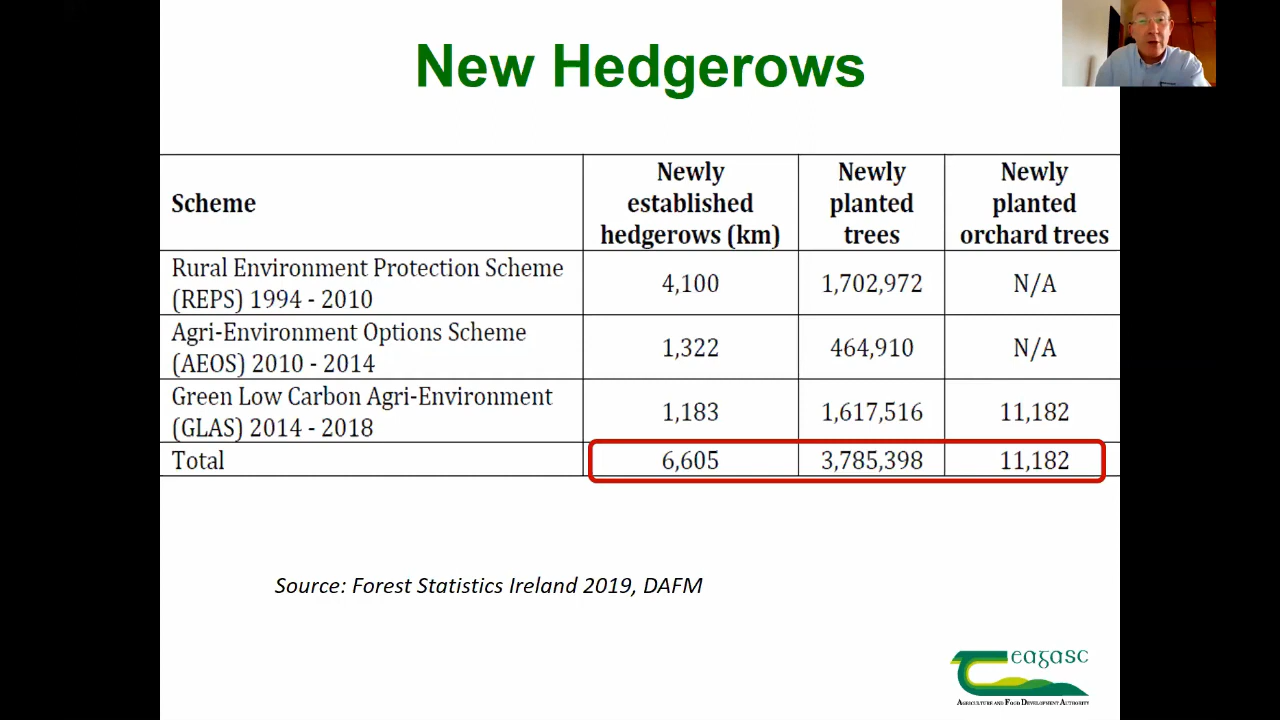 New Hedgerows
Scheme
Newly
established
hedgerows (km)
Newly
planted
trees
Newly
planted
orchard trees
Rural Environment Protection Scheme
(REPS) 1994 - 2010
4,100
1,702,972
N/A
Agri-Environment Options Scheme
(AEOS) 2010 - 2014
1,322
464,910
N/A
Green Low Carbon Agri-Environment
(GLAS) 2014 - 2018
1,183
1,617,516
11,182
Total
6,605
3,785,398
11,182
Source: Forest Statistics Ireland 2019, DAFM
teagasc
AGRICULTURE AND FOOD DEVELOPMENT AUTHORITY